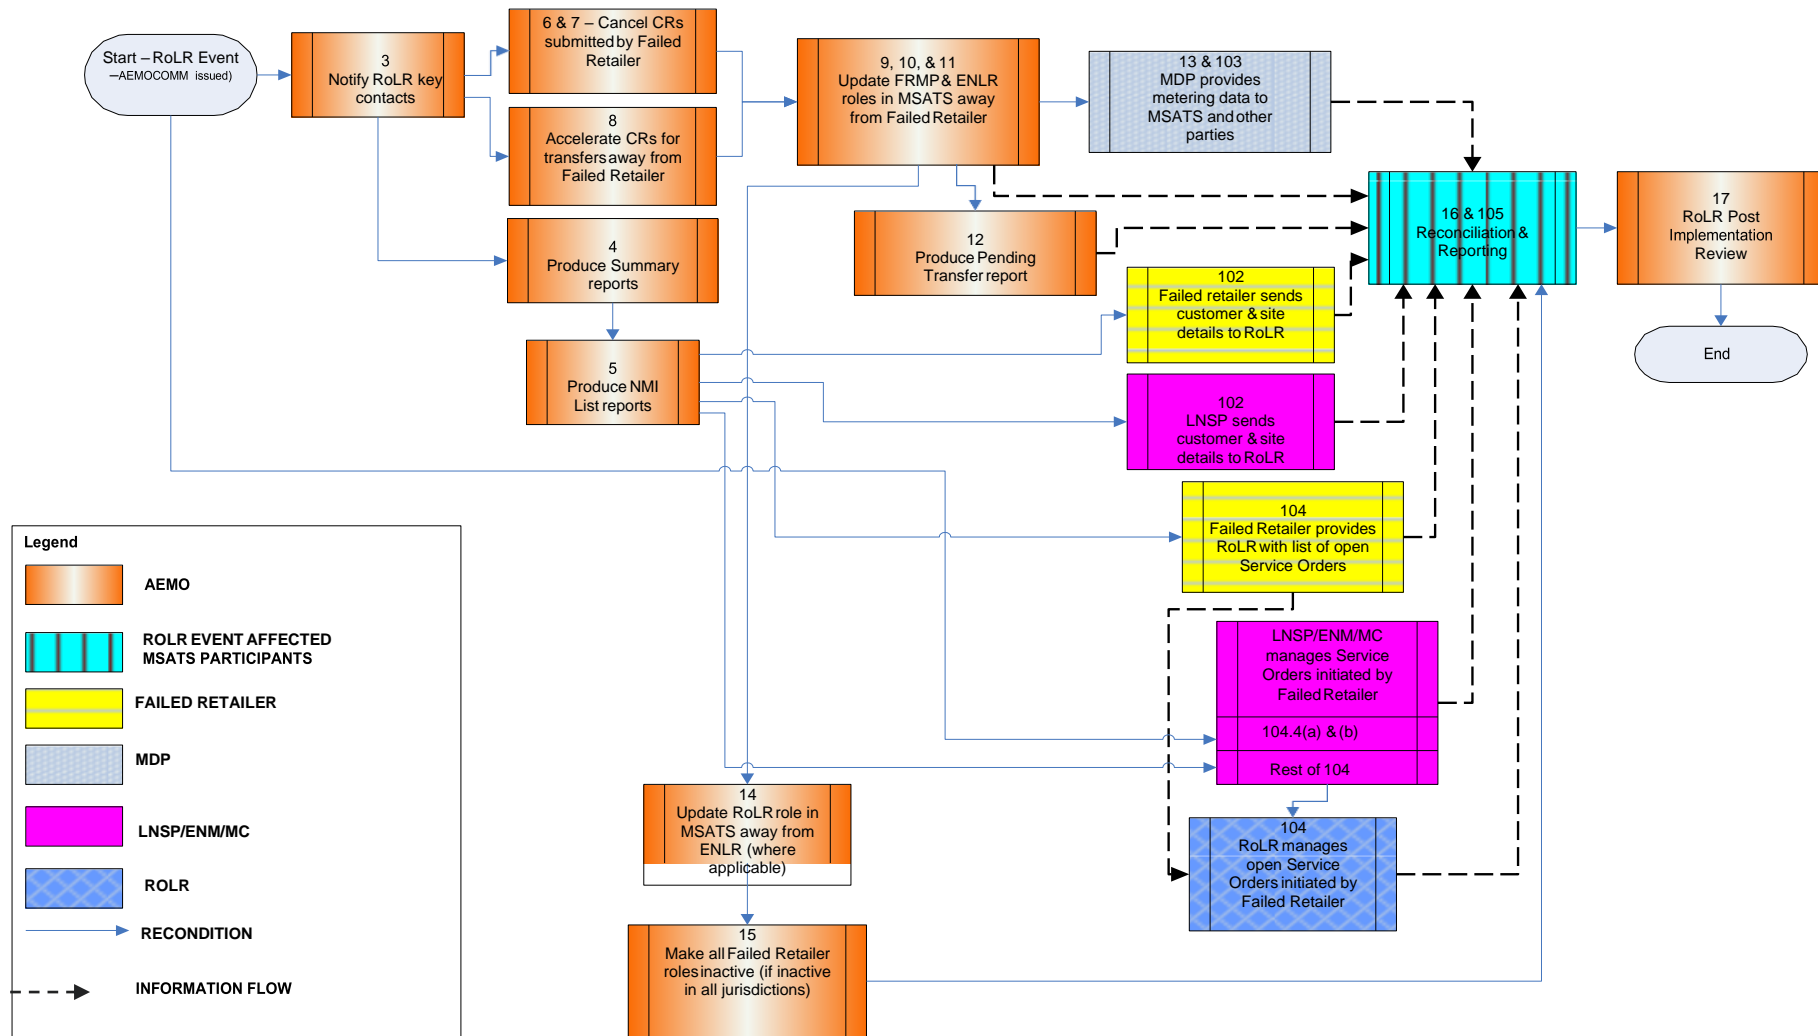 Start – RoLR Event
–AEMOCOMM issued)
3
Notify RoLR key
contacts
6 & 7 – Cancel CRs
submitted by Failed
Retailer
8
Accelerate CRs for
transfers away from
Failed Retailer
4
Produce Summary
reports
5
Produce NMI
List reports
9, 10, & 11
Update FRMP & ENLR
roles in MSATS away
from Failed Retailer
13 & 103
MDP provides
metering data to
MSATS and other
parties
12
Produce Pending
Transfer report
16 & 105
Reconciliation &
Reporting
17
RoLR Post
Implementation
Review
End
102
Failed retailer sends
customer & site
details to RoLR
102
LNSP sends
customer & site
details to RoLR
104
Failed Retailer provides
RoLR with list of open
Service Orders
LNSP/ENM/MC
manages Service
Orders initiated by
Failed Retailer
104.4(a) & (b)
Rest of 104
104
RoLR manages
open Service
Orders initiated by
Failed Retailer
14
Update RoLR role in
MSATS away from
ENLR (where
applicable)
15
Make all Failed Retailer
roles inactive (if inactive
in all jurisdictions)
Legend
AEMO
ROLR EVENT AFFECTED
MSATS PARTICIPANTS
FAILED RETAILER
MDP
LNSP/ENM/MC
ROLR
RECONDITION
INFORMATION FLOW